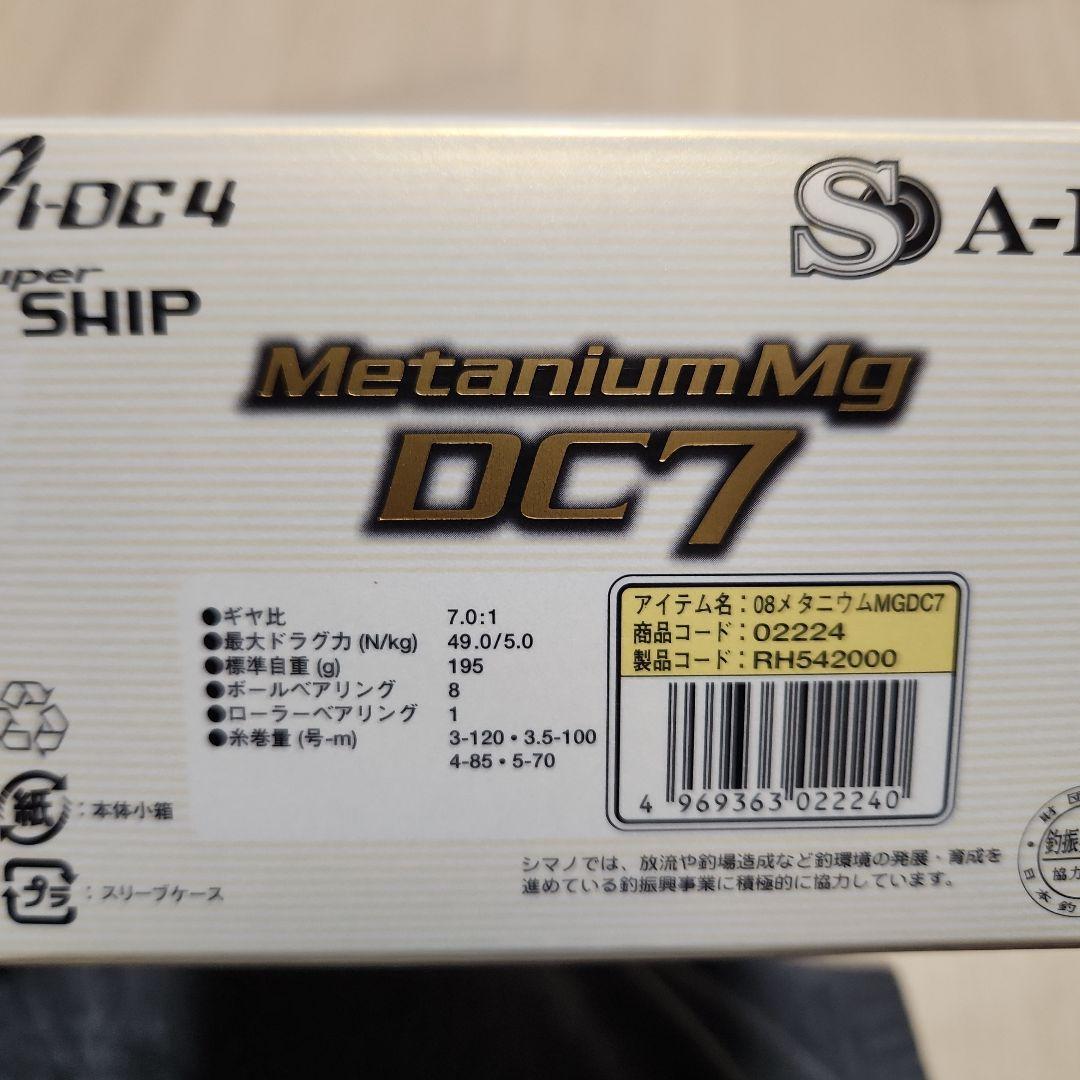 I-DC4
SHIP
A-
MetaniumMg
DC7
●ギヤ比 7.0:1
●最大ドラグ力 (N/kg) 49.0/5.0
●標準自重 (g) 195
●ボールベアリング 8
●ローラーベアリング 1
●糸巻量 (号-m) 3-120・3.5-100
4-85・5-70
アイテム名：08メタニウムMGDC7
商品コード：02224
製品コード：RH542000
4 969363 022240
紙：本体小箱
プラ：スリーブケース
シマノでは、放流や釣場造成など釣環境の発展・育成を
進めている釣振興事業に積極的に協力しています。